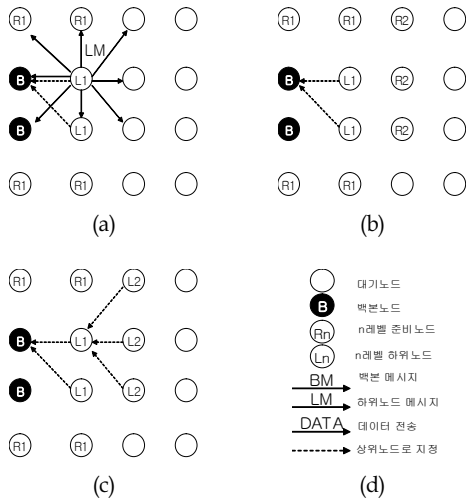 R1 R1
LM
B L1
B L1
R1 R1
(a)
R1 R1 R2
B L1 R2
B L1 R2
R1 R1
(b)
R1 R1 L2
B L1 L2
B L1 L2
R1 R1
(c)
대기노드
B 백본노드
Rn n레벨 준비노드
Ln n레벨 하위노드
BM 백본 메시지
LM 하위노드 메시지
DATA 데이터 전송
상위노드로 지정
(d)